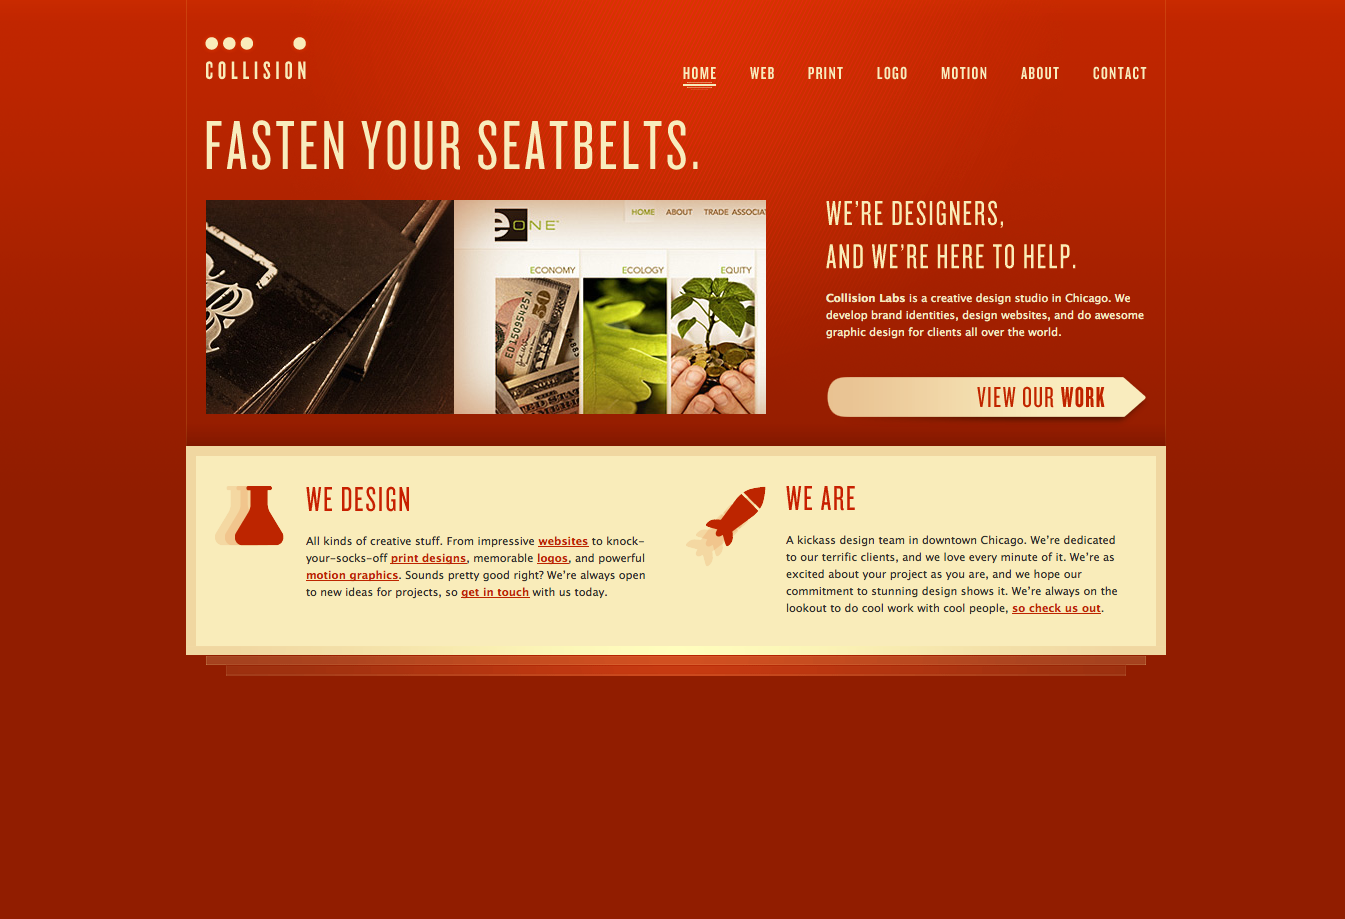 COLLISION
HOME WEB PRINT LOGO MOTION ABOUT CONTACT
FASTEN YOUR SEATBELTS.
eONE
HOME ABOUT TRADE ASSOCIA
ECONOMY ECOLOGY EQUITY
50
ED 15095425 A
WE'RE DESIGNERS,
AND WE'RE HERE TO HELP.
Collision Labs is a creative design studio in Chicago. We
develop brand identities, design websites, and do awesome
graphic design for clients all over the world.
VIEW OUR WORK
WE DESIGN
All kinds of creative stuff. From impressive websites to knock-
your-socks-off print designs, memorable logos, and powerful
motion graphics. Sounds pretty good right? We're always open
to new ideas for projects, so get in touch with us today.
WE ARE
A kickass design team in downtown Chicago. We're dedicated
to our terrific clients, and we love every minute of it. We're as
excited about your project as you are, and we hope our
commitment to stunning design shows it. We're always on the
lookout to do cool work with cool people, so check us out.